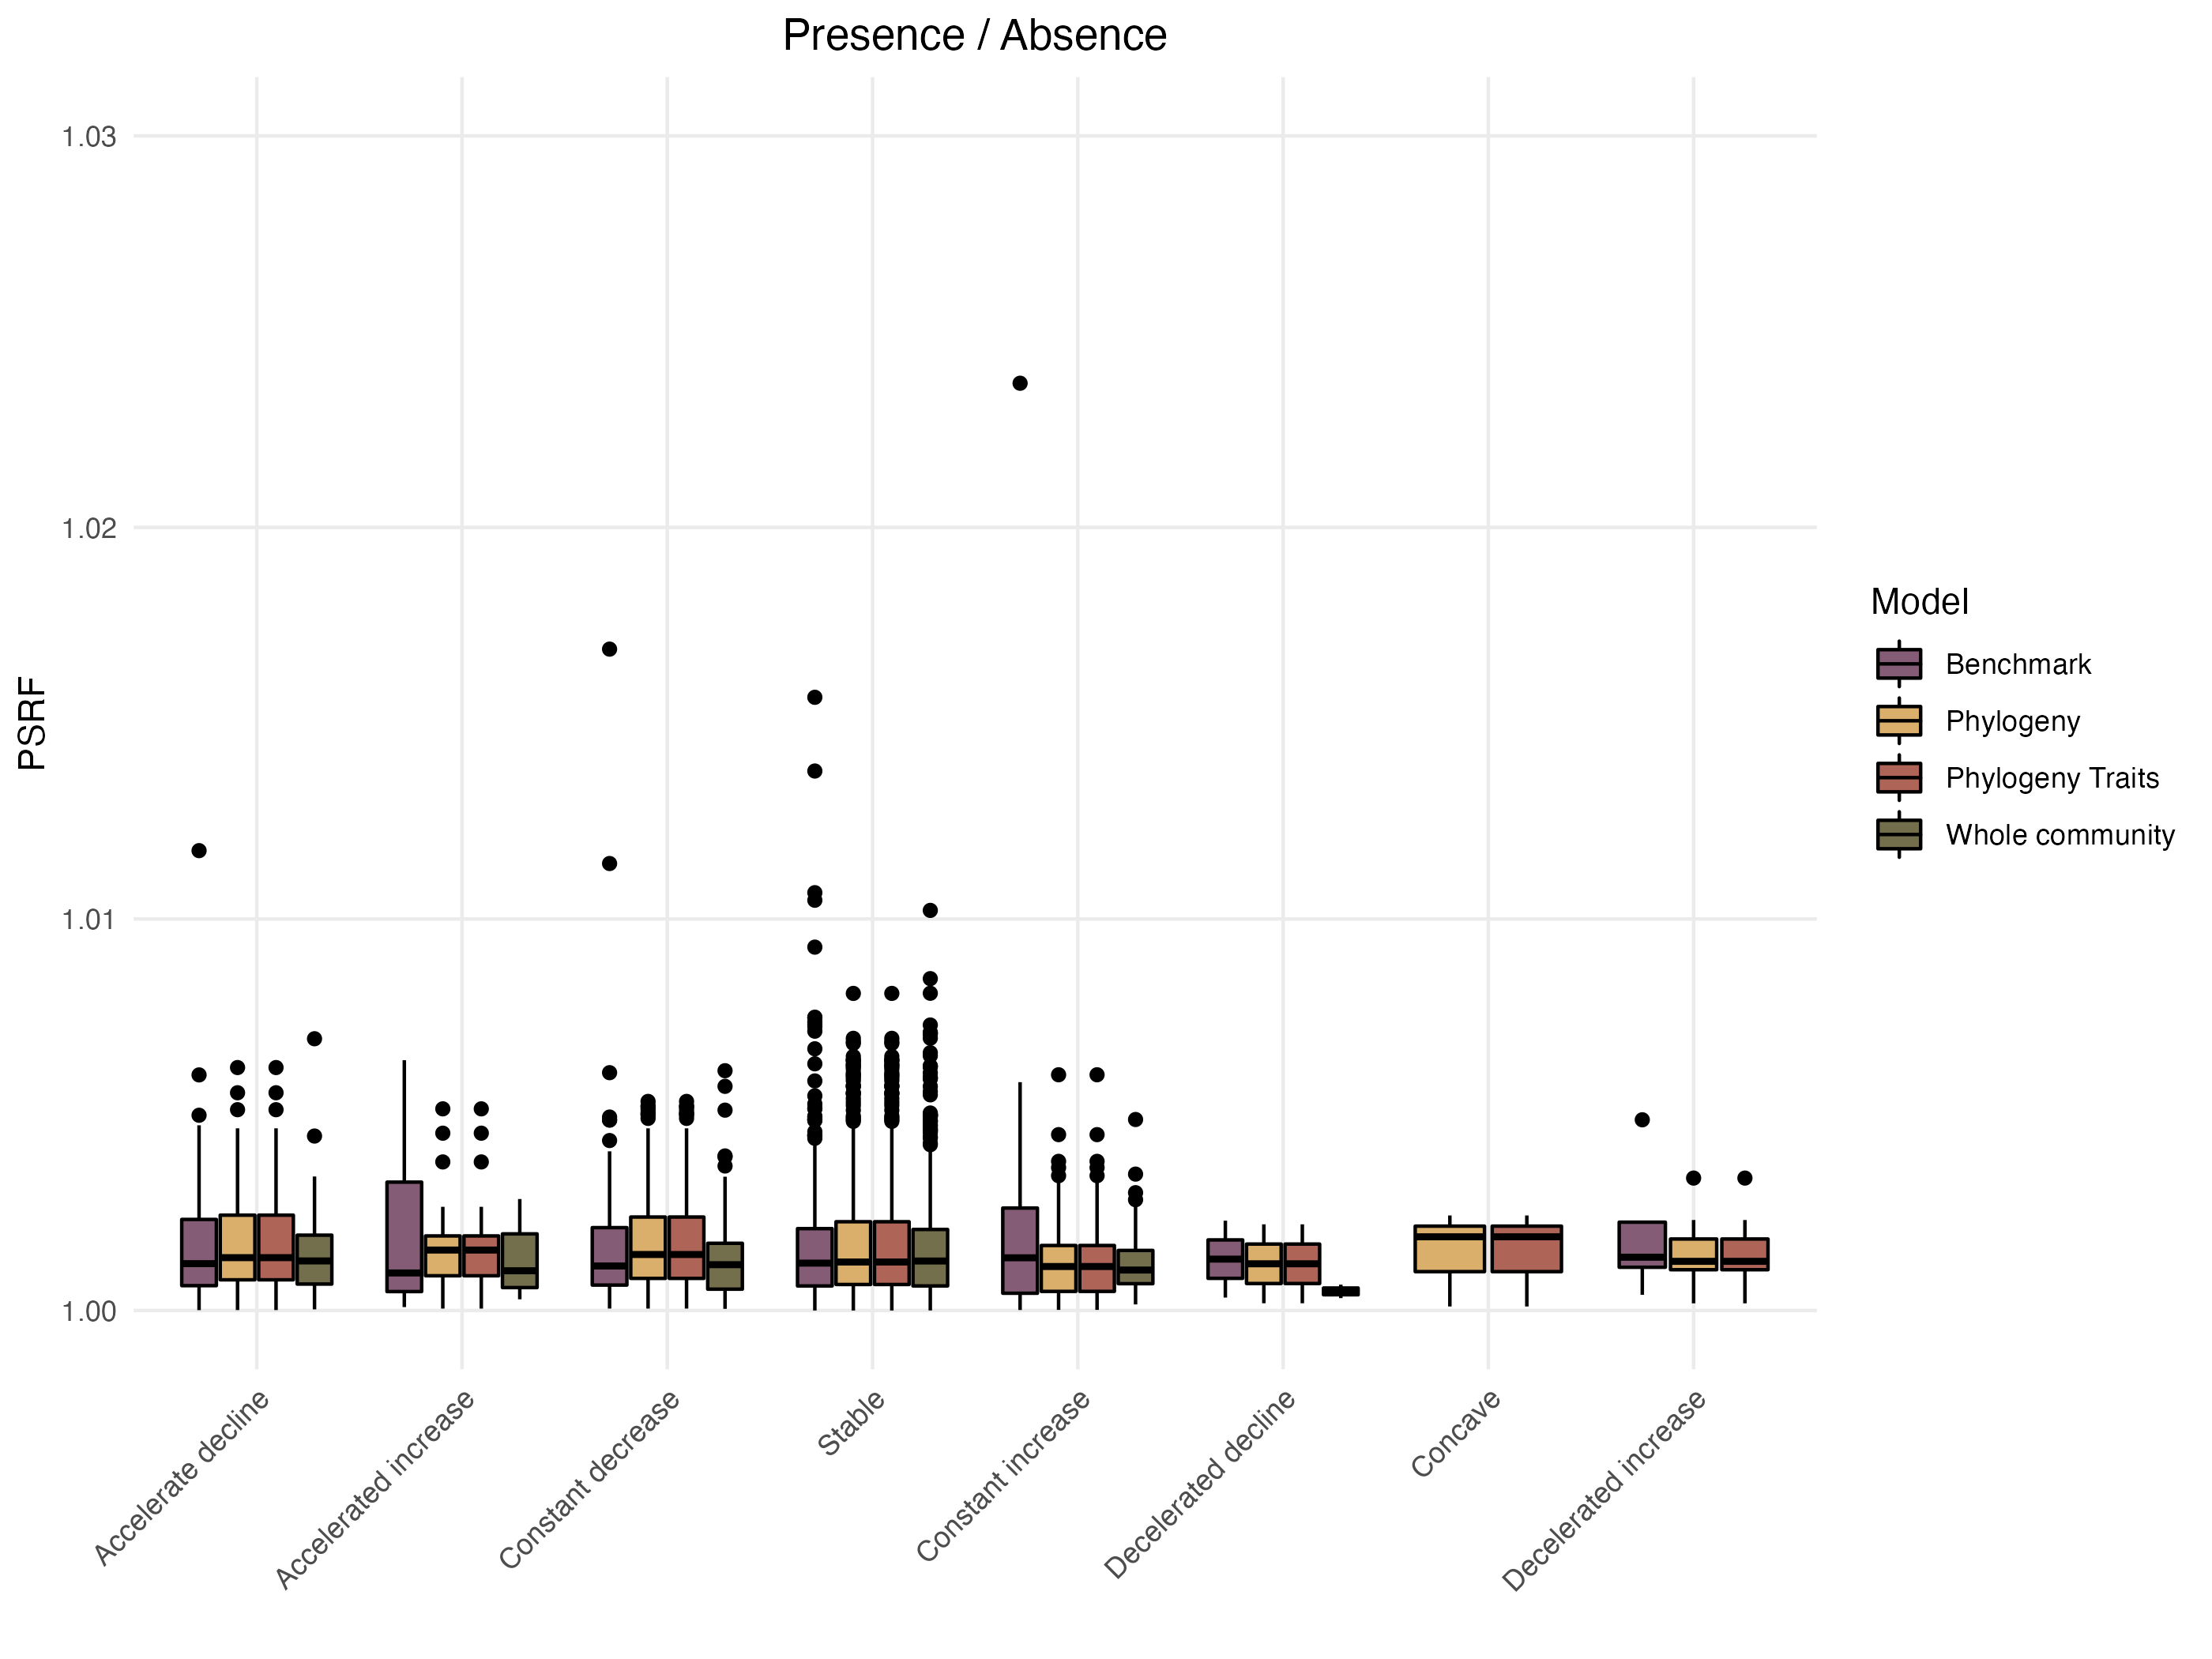 Presence / Absence
1.03
1.02
1.01
1.00
PSRF
Accelerate decline
Accelerated increase
Constant decrease
Stable
Constant increase
Decelerated decline
Concave
Decelerated increase
Model
Benchmark
Phylogeny
Phylogeny Traits
Whole community